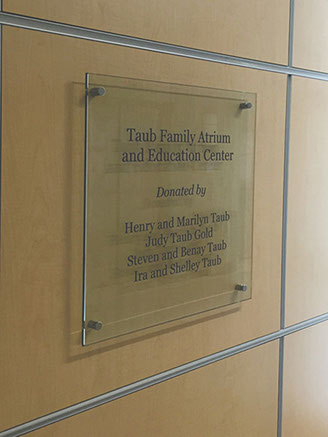 Taub Family Atrium
and Education Center
Donated by
Henry and Marilyn Taub
Judy Taub Gold
Steven and Benay Taub
Ira and Shelley Taub